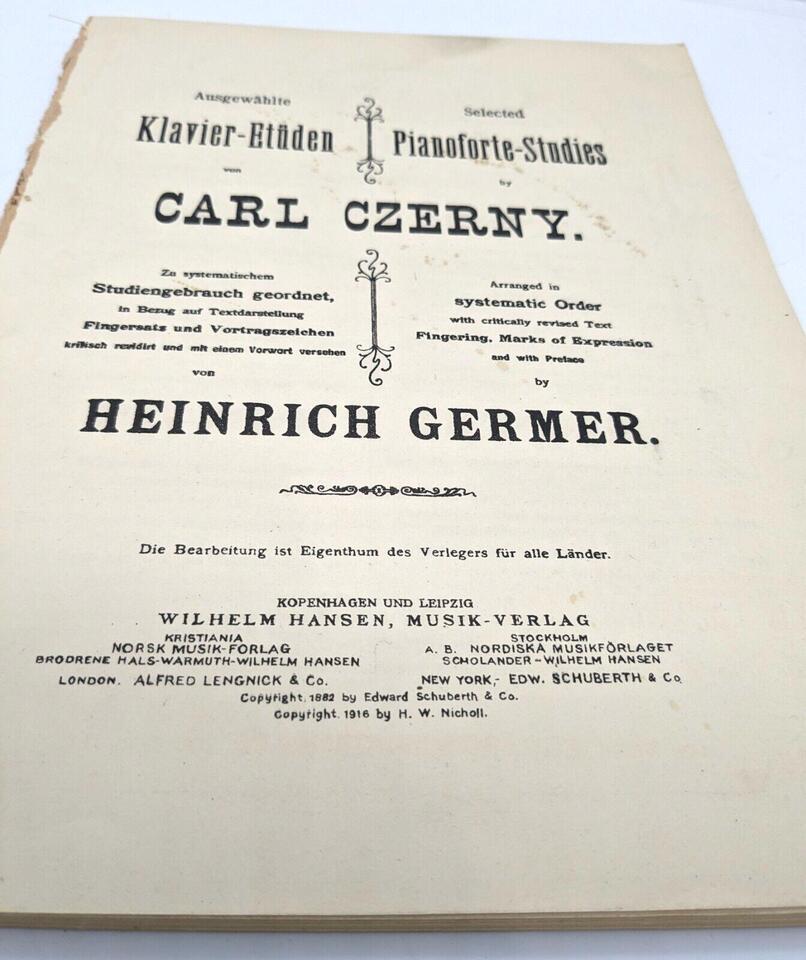 Ausgewählte
Klavier-Etüden
von
Selected
Pianoforte-Studies
by
CARL CZERNY.
Zu systematischem
Studiengebrauch geordnet,
in Bezug auf Textdarstellung
Fingersatz und Vortragszeichen
kritisch revidirt und mit einem Vorwort versehen
von
Arranged in
systematic Order
with critically revised Text
Fingering, Marks of Expression
and with Preface
by
HEINRICH GERMER.
Die Bearbeitung ist Eigenthum des Verlegers für alle Länder.
KOPENHAGEN UND LEIPZIG
WILHELM HANSEN, MUSIK-VERLAG
KRISTIANIA
NORSK MUSIK-FORLAG
BRODRENE HALS-WARMUTH-WILHELM HANSEN
STOCKHOLM
A. B. NORDISKA MUSIKFÖRLAGET
SCHOLANDER-WILHELM HANSEN
LONDON. ALFRED LENGNICK & Co.
NEW YORK,- EDW. SCHUBERTH & Co.
Copyright, 1882 by Edward Schuberth & Co.
Copyright. 1916 by H. W. Nicholl.